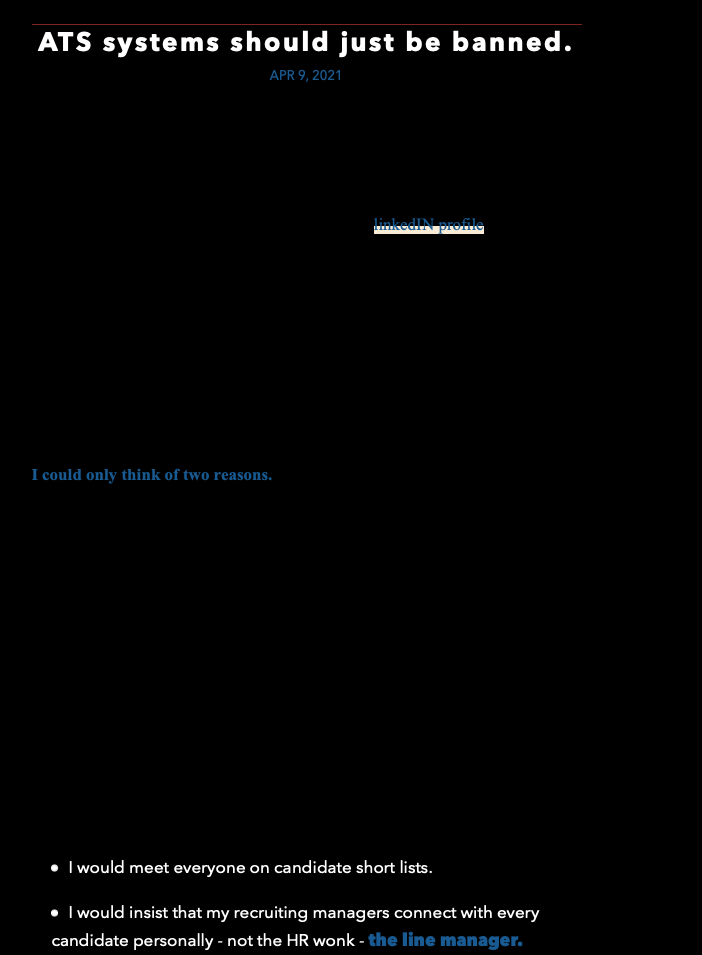 ATS systems should just be banned.
APR 9, 2021
linkedIN profile
I could only think of two reasons.
• I would meet everyone on candidate short lists.
• I would insist that my recruiting managers connect with every
candidate personally - not the HR wonk - the line manager.